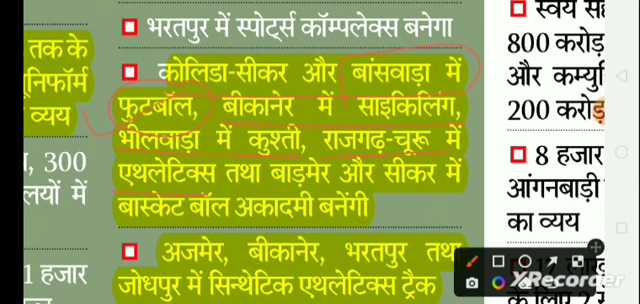 तक के
निफॉर्म
व्यय
, 300
लयों में
1 हजार
भरतपुर में स्पोर्ट्स कॉम्पलेक्स बनेगा
कोलिडा-सीकर और बांसवाड़ा में
फुटबॉल, बीकानेर में साइकिलिंग,
भीलवाड़ा में कुश्ती, राजगढ़-चूरू में
एथलेटिक्स तथा बाड़मेर और सीकर में
बास्केट बॉल अकादमी बनेंगी
अजमेर, बीकानेर, भरतपुर तथा
जोधपुर में सिन्थेटिक एथलेटिक्स ट्रैक
800 करोड़
और कम्यु
200 करोड़
8 हजार
आंगनबाड़ी
का व्यय
XRecorder